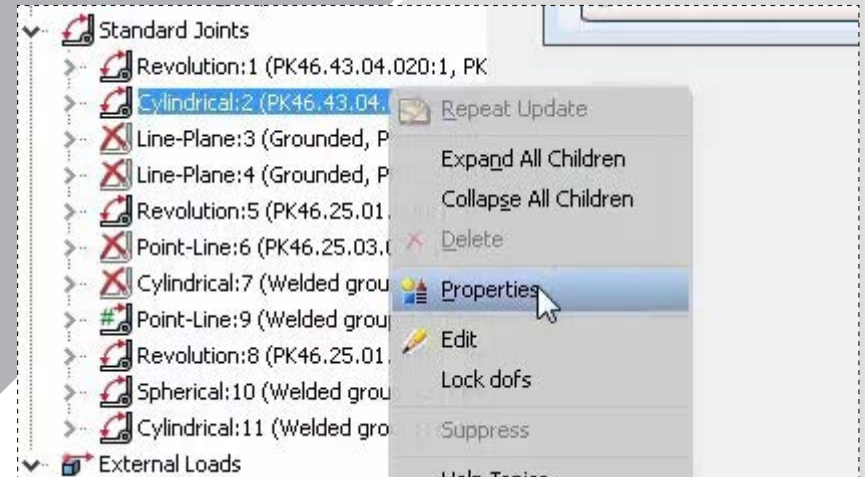 Standard Joints
Revolution:1 (PK46.43.04.020:1, PK
Cylindrical:2 (PK46.43.04.
Line-Plane:3 (Grounded, P
Line-Plane:4 (Grounded, P
Revolution:5 (PK46.25.01.
Point-Line:6 (PK46.25.03.0
Cylindrical:7 (Welded grou
Point-Line:9 (Welded group
Revolution:8 (PK46.25.01.
Spherical:10 (Welded grou
Cylindrical:11 (Welded gro
External Loads
Repeat Update
Expand All Children
Collapse All Children
Delete
Properties
Edit
Lock dofs
Suppress
Help Topics